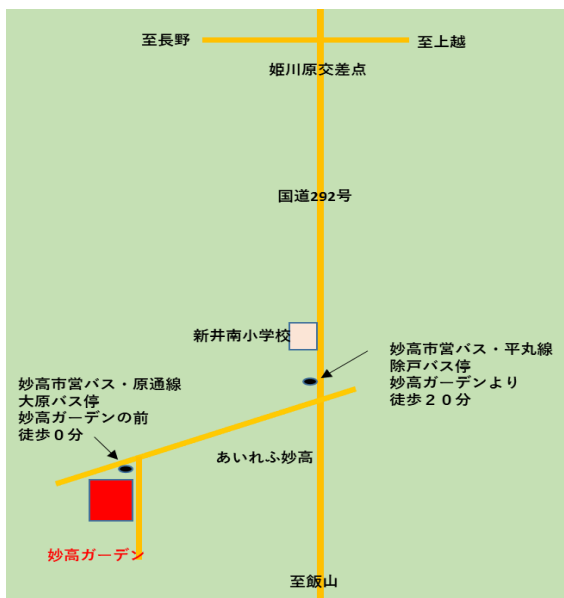 至長野
至上越
姫川原交差点
国道292号
新井南小学校
妙高市営バス・平丸線
除戸バス停
妙高ガーデンより
徒歩２０分
妙高市営バス・原通線
大原バス停
妙高ガーデンの前
徒歩０分
あいれふ妙高
妙高ガーデン
至飯山